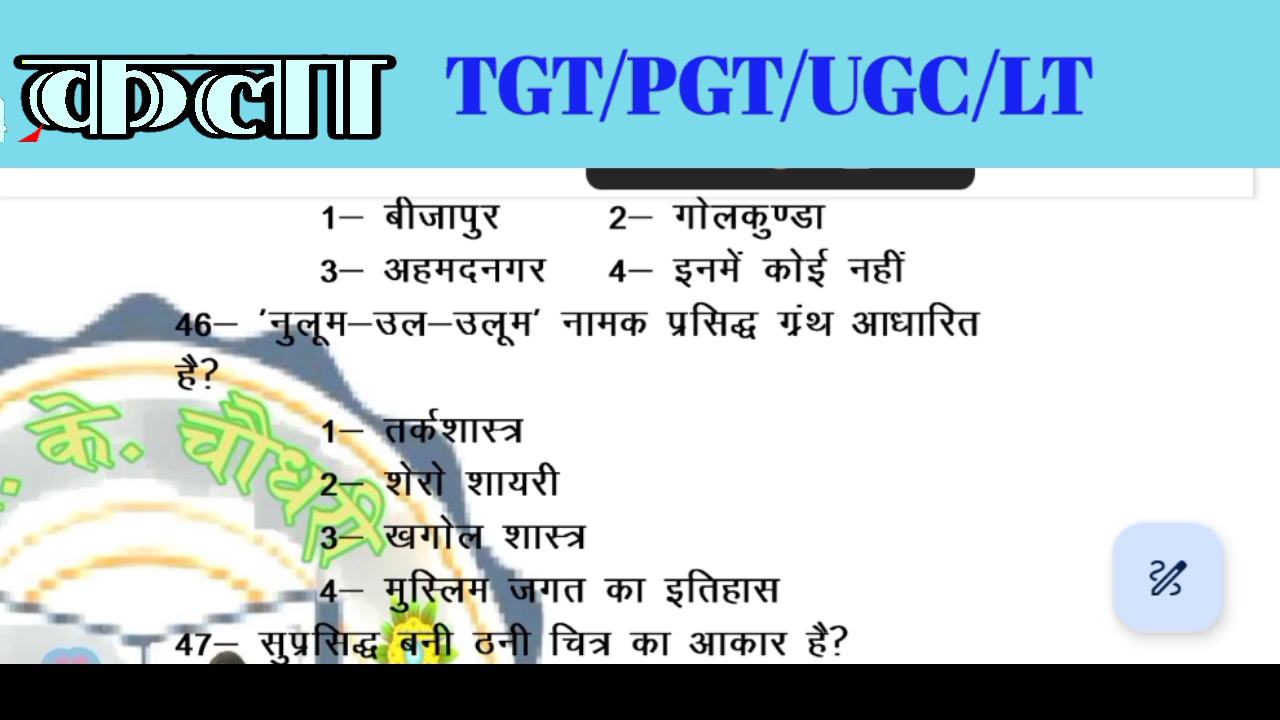 कला TGT/PGT/UGC/LT
1– बीजापुर 2– गोलकुण्डा
3– अहमदनगर 4– इनमें कोई नहीं
46– 'नुलूम–उल–उलूम' नामक प्रसिद्ध ग्रंथ आधारित
है?
के. चौधरी
1– तर्कशास्त्र
2– शेरो शायरी
3– खगोल शास्त्र
4– मुस्लिम जगत का इतिहास
47– सुप्रसिद्ध बनी ठनी चित्र का आकार है?